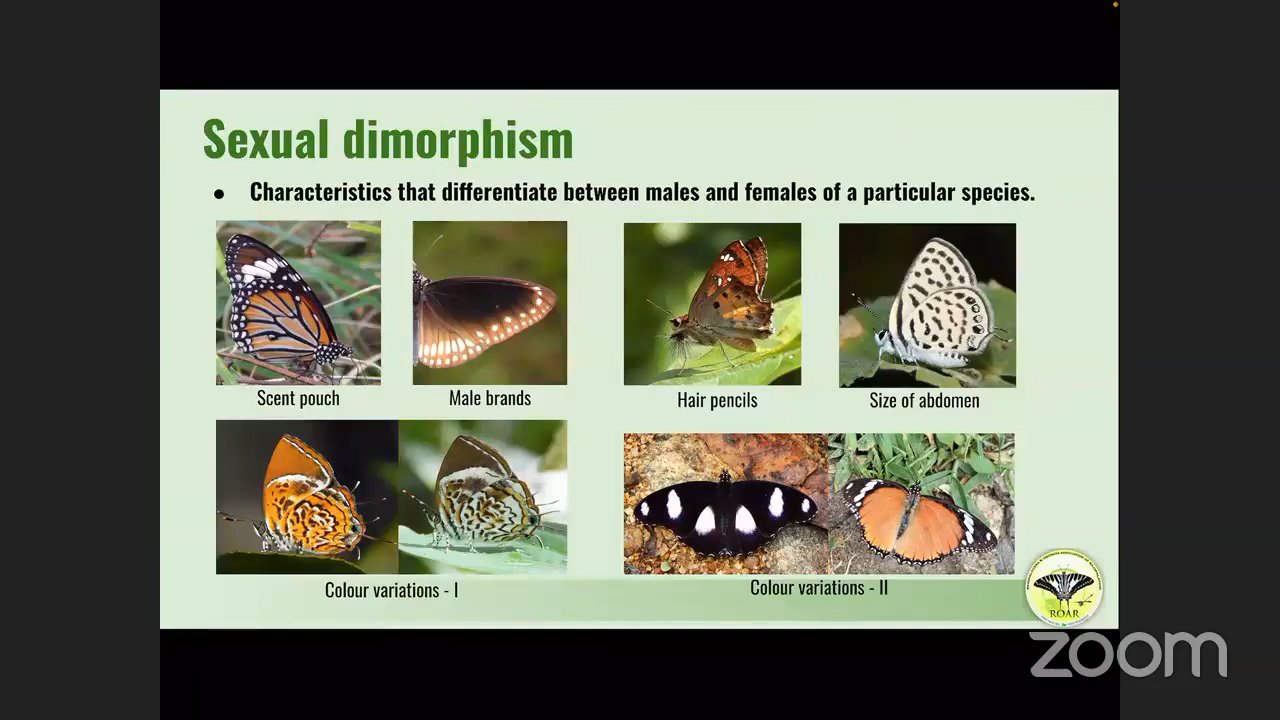 Sexual dimorphism
● Characteristics that differentiate between males and females of a particular species.
Scent pouch
Male brands
Hair pencils
Size of abdomen
Colour variations - I
Colour variations - II
ROAR
zoom